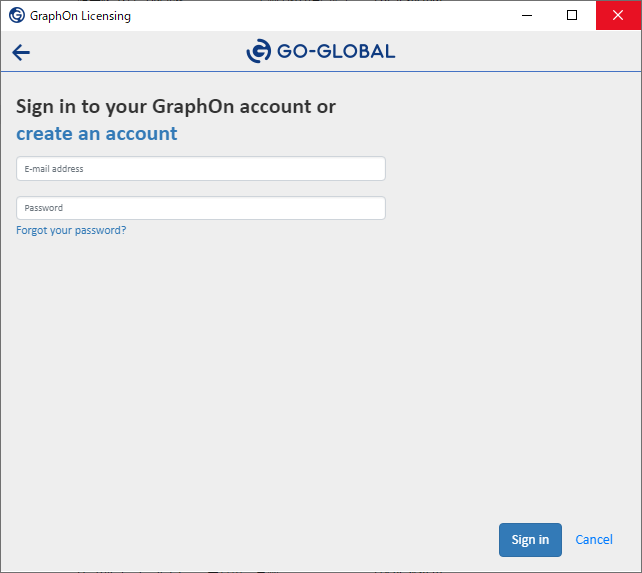 GraphOn Licensing
GO-GLOBAL
Sign in to your GraphOn account or
create an account
E-mail address
Password
Forgot your password?
Sign in
Cancel